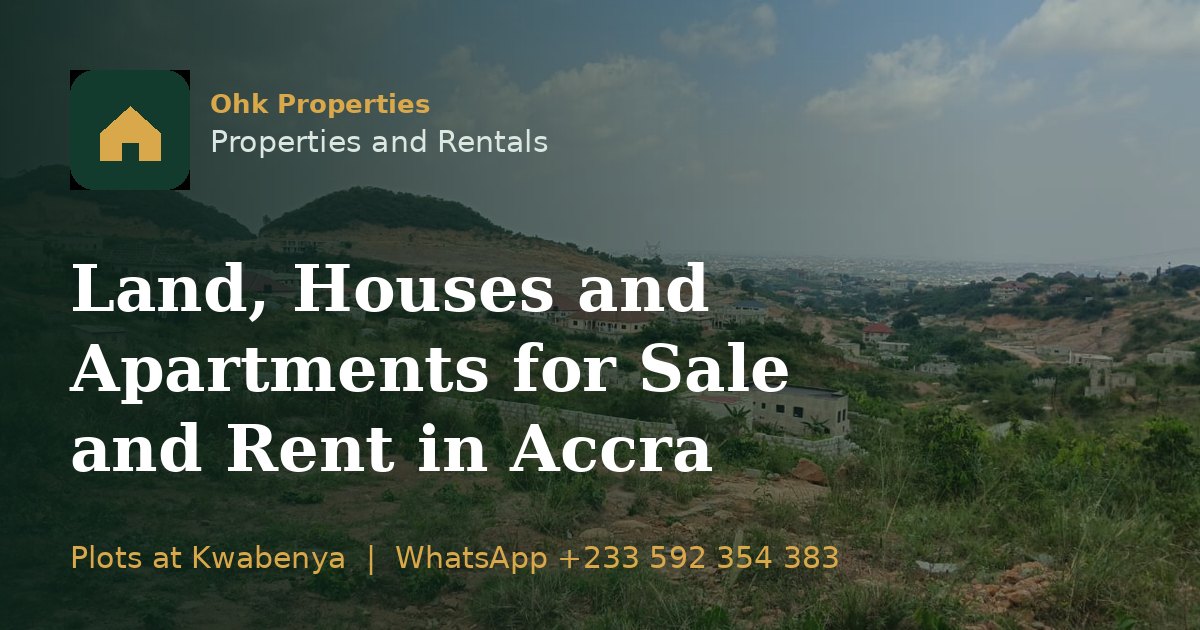 Ohk Properties
Properties and Rentals
Land, Houses and
Apartments for Sale
and Rent in Accra
Plots at Kwabenya | WhatsApp +233 592 354 383